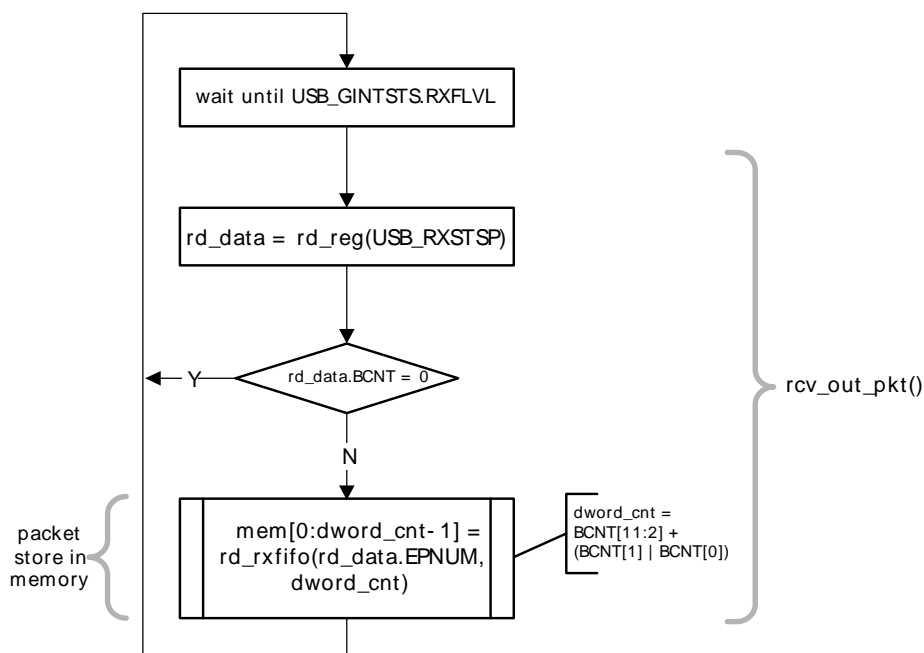 wait until USB_GINTSTS.RXFLVL
rd_data = rd_reg(USB_RXSTSP)
rd_data.BCNT = 0
Y
rcv_out_pkt()
N
packet
store in
memory
mem[0:dword_cnt-1] =
rd_rxfifo(rd_data.EPNUM,
dword_cnt)
dword_cnt =
BCNT[11:2] +
(BCNT[1] | BCNT[0])